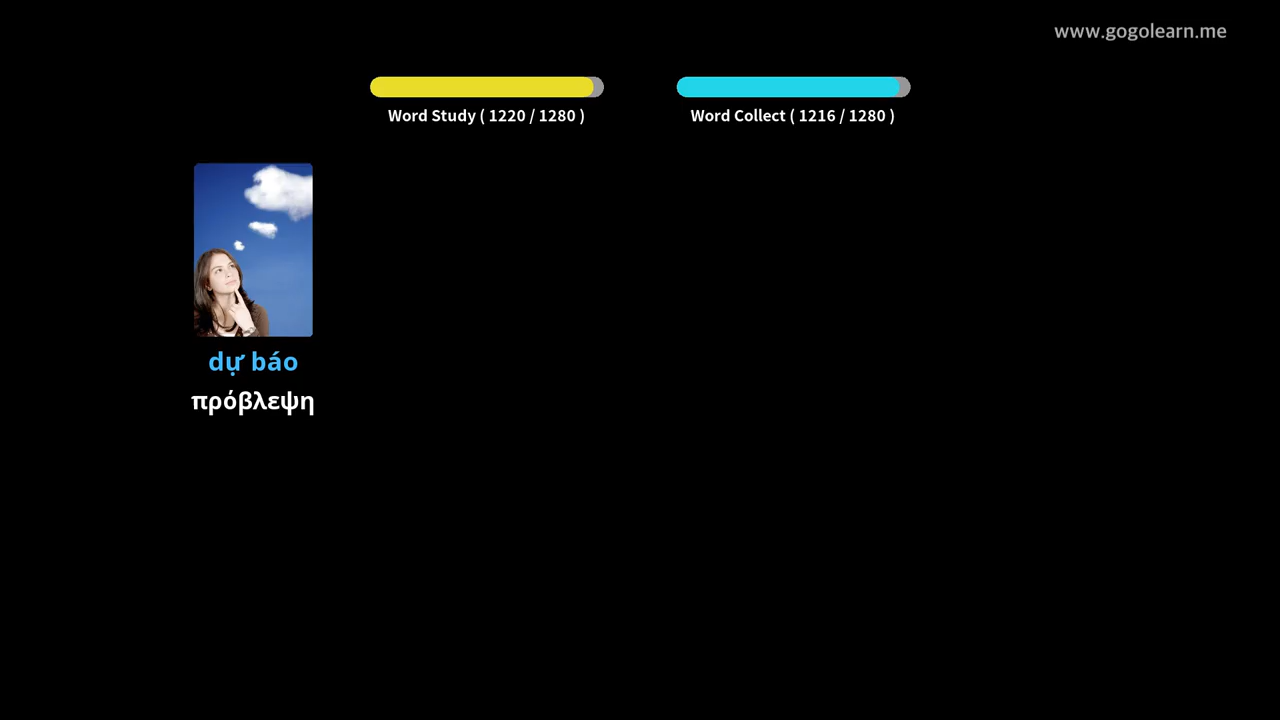 www.gogolearn.me
Word Study ( 1220 / 1280 )
Word Collect ( 1216 / 1280 )
dự báo
πρόβλεψη